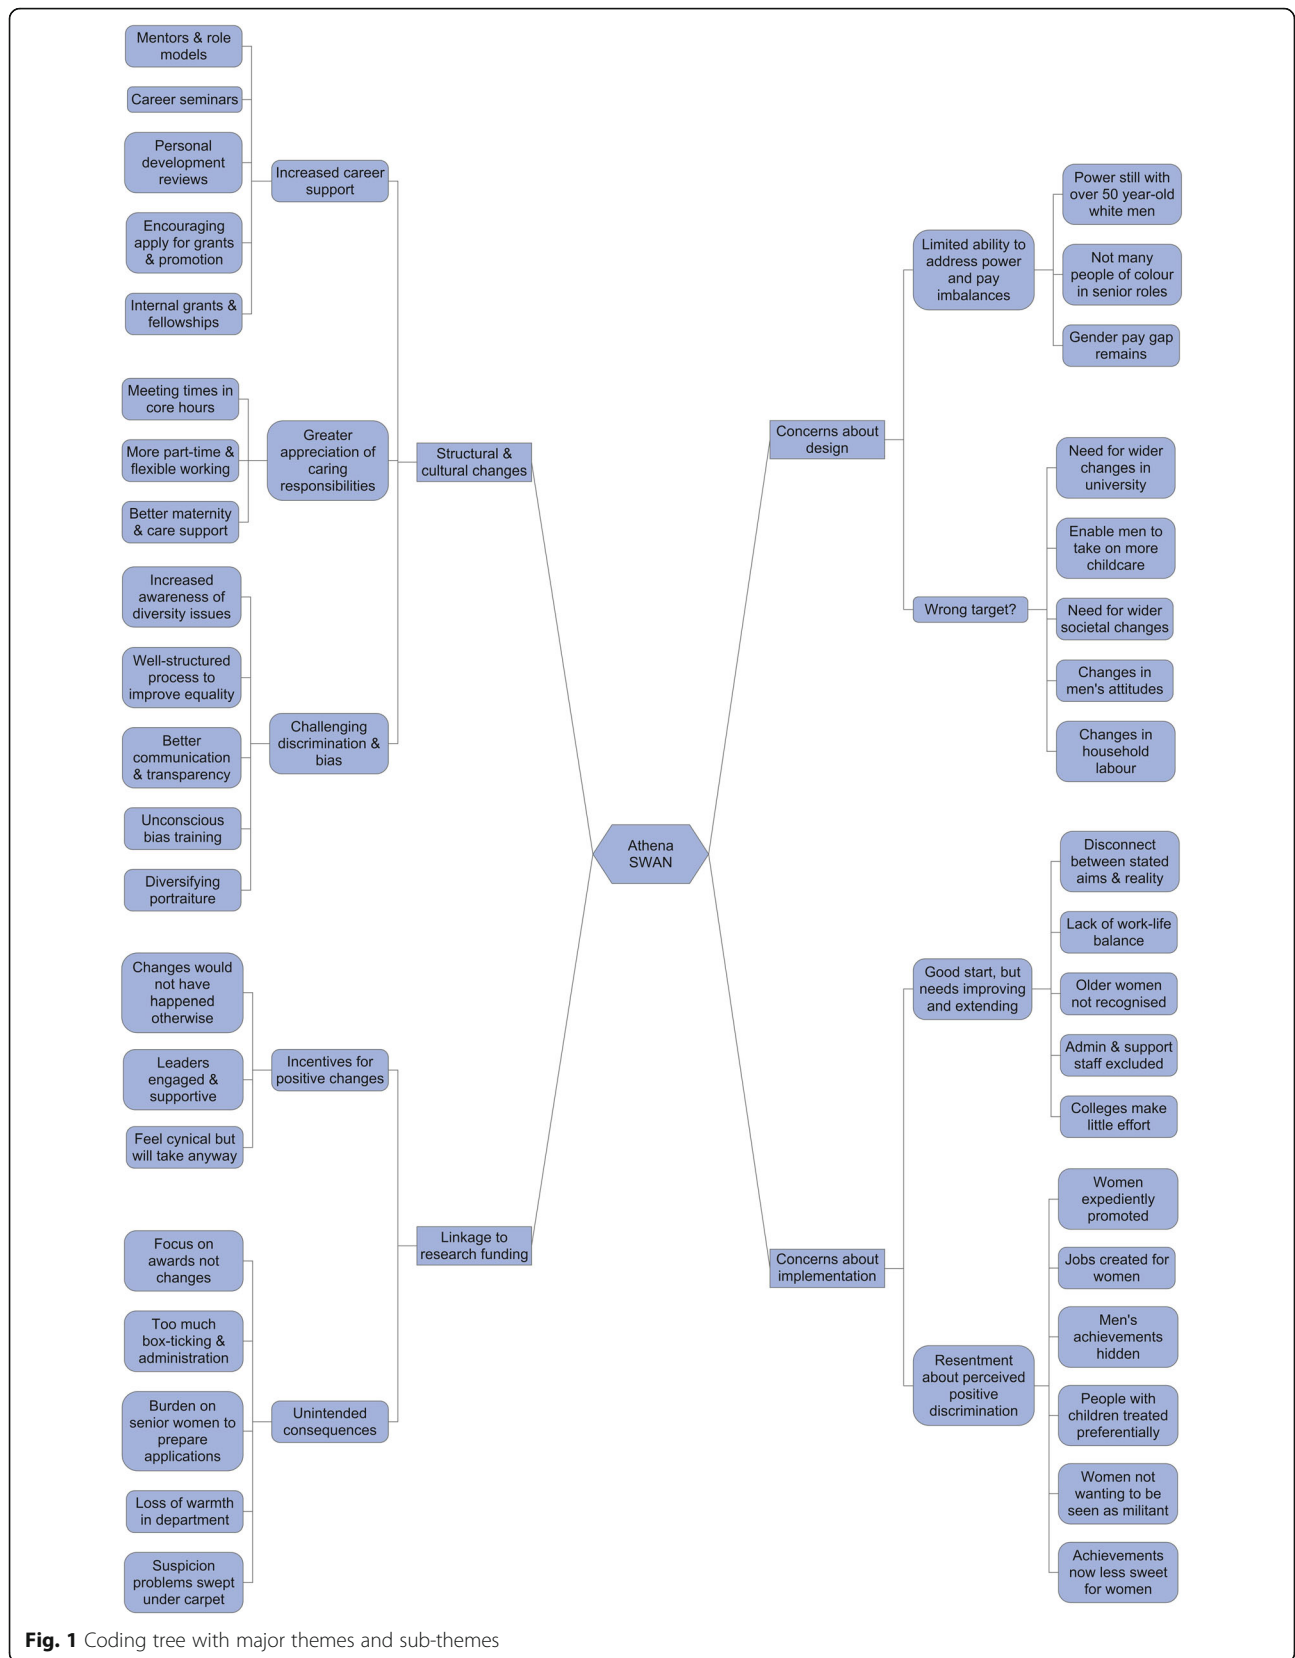 Mentors & role
models
Career seminars
Personal
development
reviews
Encouraging
apply for grants
& promotion
Internal grants &
fellowships
Increased career
support
Meeting times in
core hours
More part-time &
flexible working
Better maternity
& care support
Greater
appreciation of
caring
responsibilities
Increased
awareness of
diversity issues
Well-structured
process to
improve equality
Better
communication
& transparency
Unconscious
bias training
Diversifying
portraiture
Challenging
discrimination &
bias
Structural &
cultural changes
Changes would
not have
happened
otherwise
Leaders
engaged &
supportive
Feel cynical but
will take anyway
Incentives for
positive changes
Focus on
awards not
changes
Too much
box-ticking &
administration
Burden on
senior women to
prepare
applications
Loss of warmth
in department
Suspicion
problems swept
under carpet
Unintended
consequences
Linkage to
research funding
Athena
SWAN
Concerns about
design
Limited ability to
address power
and pay
imbalances
Power still with
over 50 year-old
white men
Not many
people of colour
in senior roles
Gender pay gap
remains
Wrong target?
Need for wider
changes in
university
Enable men to
take on more
childcare
Need for wider
societal changes
Changes in
men's attitudes
Changes in
household
labour
Concerns about
implementation
Good start, but
needs improving
and extending
Disconnect
between stated
aims & reality
Lack of work-life
balance
Older women
not recognised
Admin & support
staff excluded
Colleges make
little effort
Resentment
about perceived
positive
discrimination
Women
expediently
promoted
Jobs created for
women
Men's
achievements
hidden
People with
children treated
preferentially
Women not
wanting to be
seen as militant
Achievements
now less sweet
for women
Fig. 1 Coding tree with major themes and sub-themes